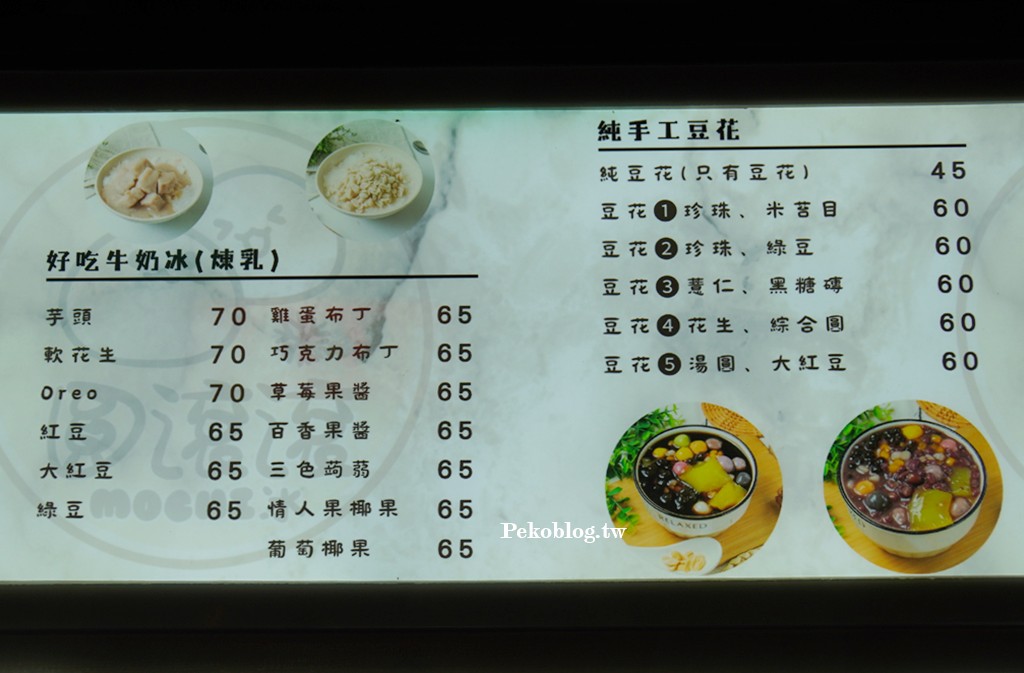 好吃牛奶冰(煉乳)
芋頭 70 雞蛋布丁 65
軟花生 70 巧克力布丁 65
Oreo 70 草莓果醬 65
紅豆 65 百香果醬 65
大紅豆 65 三色蒟蒻 65
綠豆 65 情人果椰果 65
葡萄椰果 65
純手工豆花
純豆花(只有豆花) 45
豆花❶珍珠、米苔目 60
豆花❷珍珠、綠豆 60
豆花❸薏仁、黑糖磚 60
豆花❹花生、綜合圓 60
豆花❺湯圓、大紅豆 60
RELAXED
Pekoblog.tw